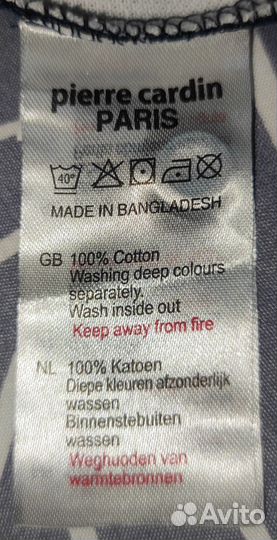 pierre cardin
PARIS
40°
MADE IN BANGLADESH
GB 100% Cotton
Washing deep colours
separately.
Wash inside out
Keep away from fire
NL 100% Katoen
Diepe kleuren afzonderlijk
wassen
Binnenstebuiten
wassen
Weghuoden van
warmtebronnen
Avito